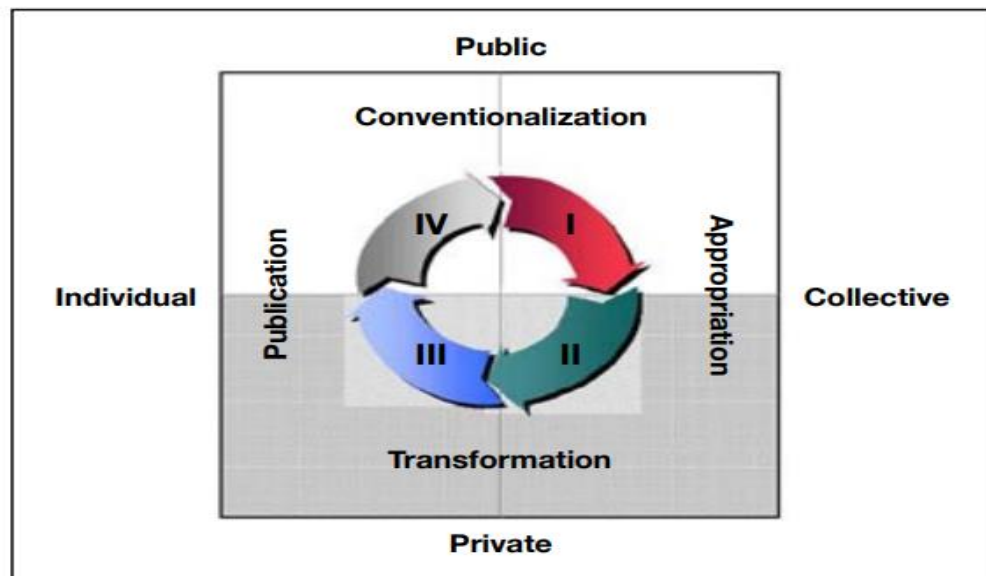 Public
Conventionalization
IV
I
Individual
Publication
Appropriation
Collective
III
II
Transformation
Private